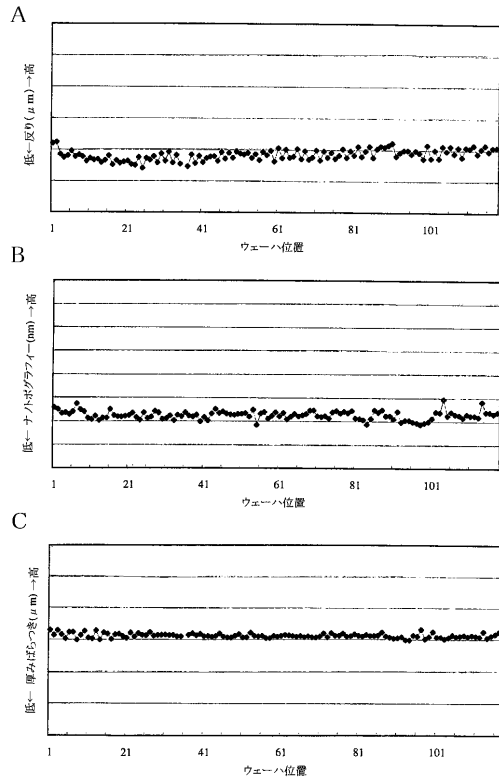 A
低←反り(μm)→高
1 21 41 61 81 101
ウェーハ位置
B
低←ナノトポグラフィー(nm)→高
1 21 41 61 81 101
ウェーハ位置
C
低←厚みばらつき(μm)→高
1 21 41 61 81 101
ウェーハ位置